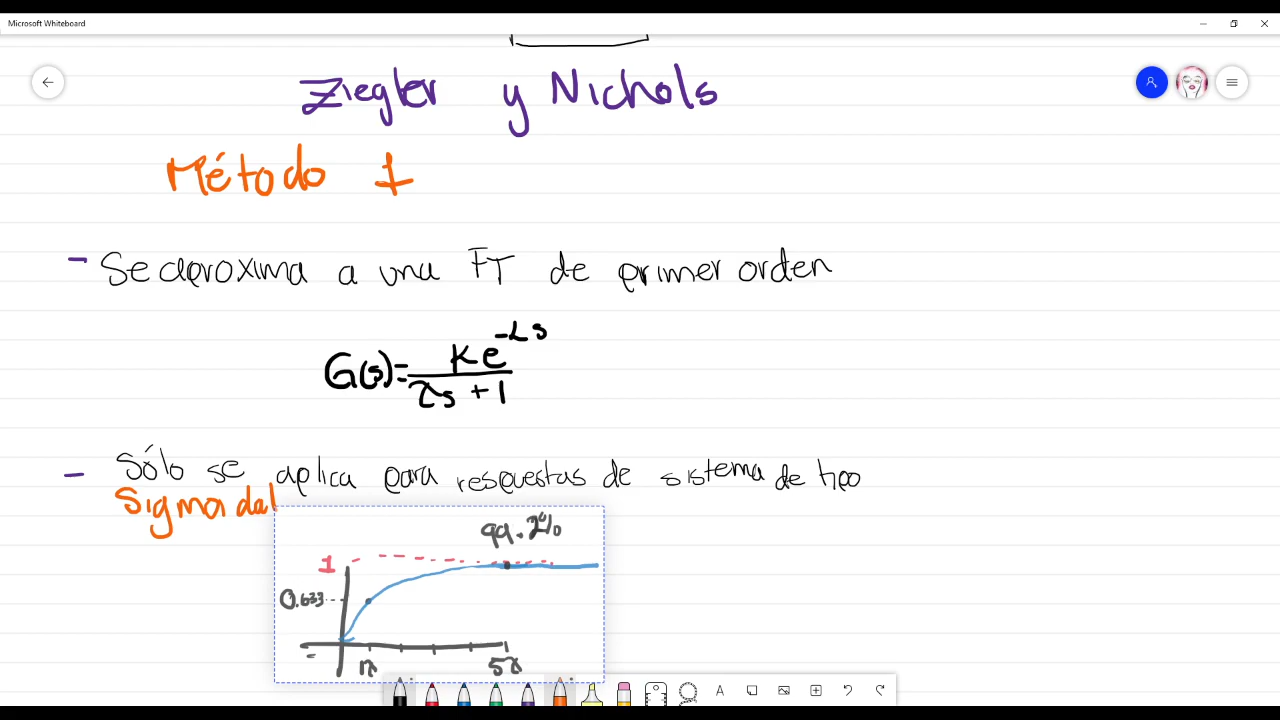 Microsoft Whiteboard
Ziegler y Nichols
Método 1
- Se aproxima a una FT de primer orden
G(s)= Ke^-Ls / τs + 1
- Sólo se aplica para respuestas de sistema de tipo
Sigmoidal
99.2%
1
0.633
1τ
5τ
A